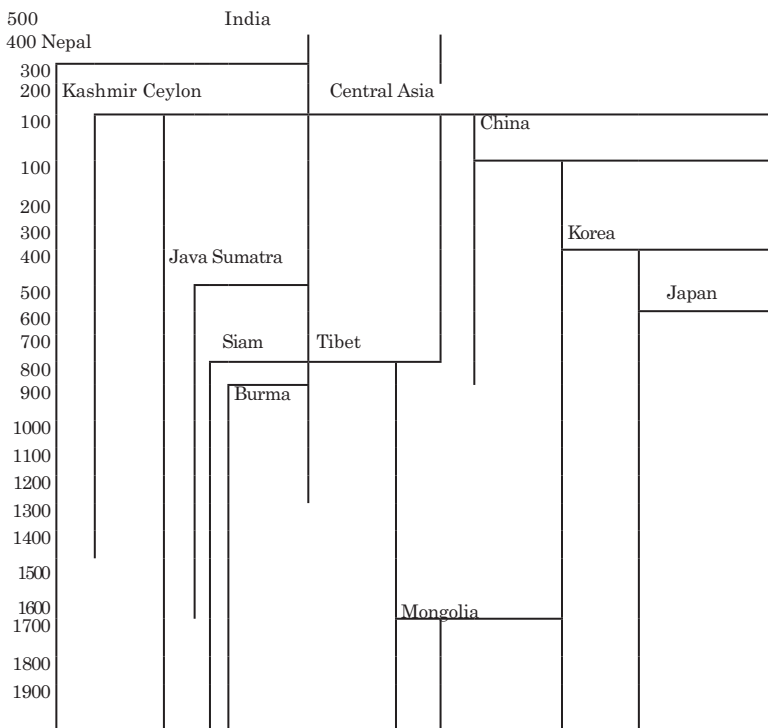 500 India
400 Nepal
300
200 Kashmir Ceylon Central Asia
100 China
100
200
300 Korea
400 Java Sumatra
500 Japan
600
700 Siam Tibet
800
900 Burma
1000
1100
1200
1300
1400
1500
1600 Mongolia
1700
1800
1900